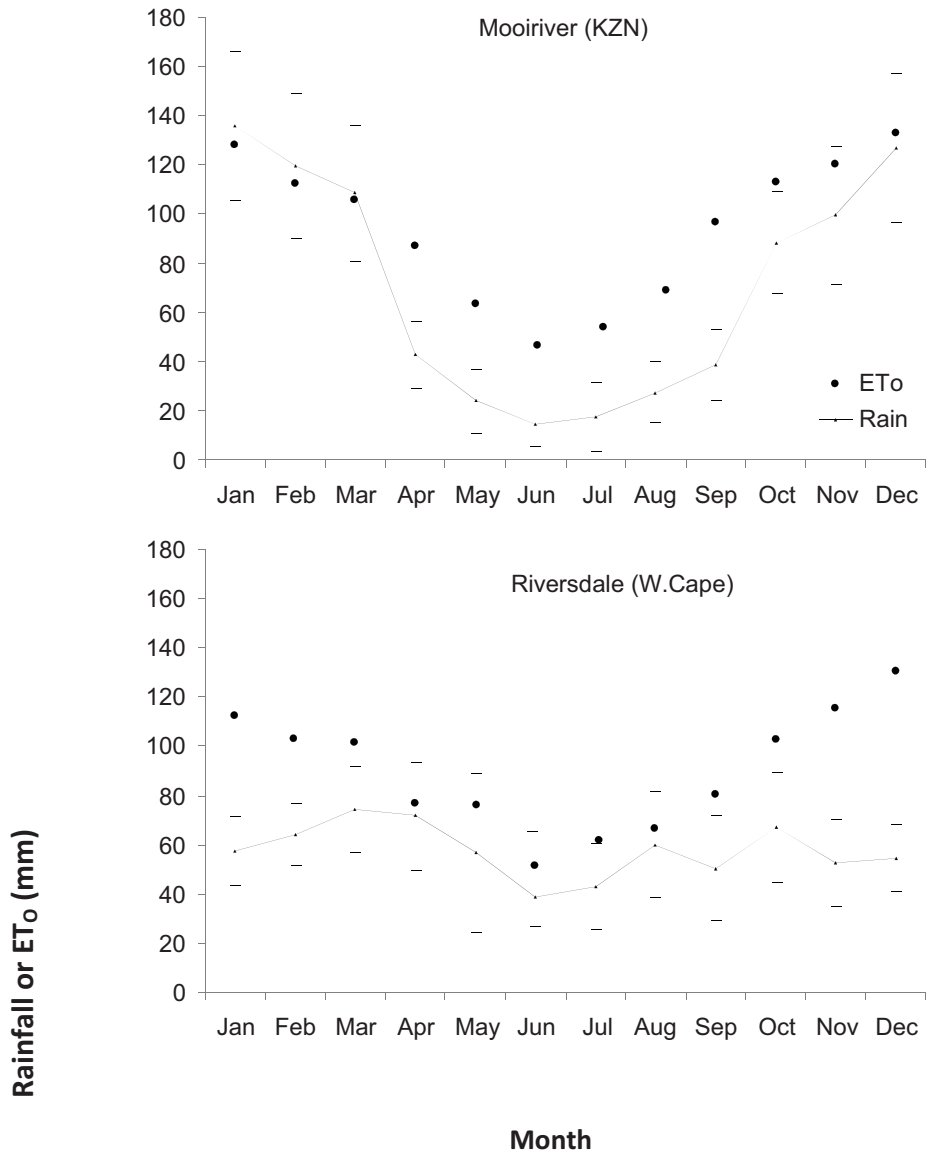 Mooiriver (KZN)
180
160
140
120
100
80
60
40
20
0
ETo
Rain
Jan Feb Mar Apr May Jun Jul Aug Sep Oct Nov Dec
Riversdale (W.Cape)
180
160
140
120
100
80
60
40
20
0
Jan Feb Mar Apr May Jun Jul Aug Sep Oct Nov Dec
Rainfall or ETO (mm)
Month